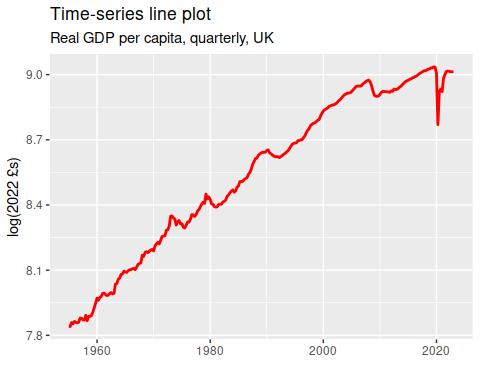 Time-series line plot
Real GDP per capita, quarterly, UK
log(2022 £s)
9.0
8.7
8.4
8.1
7.8
1960 1980 2000 2020